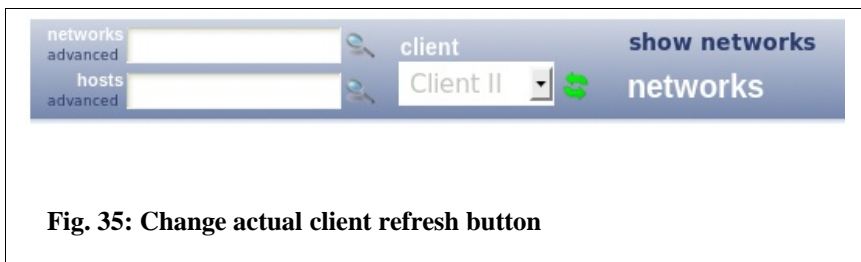 networks
advanced
hosts
advanced
client
Client II
show networks
networks
Fig. 35: Change actual client refresh button